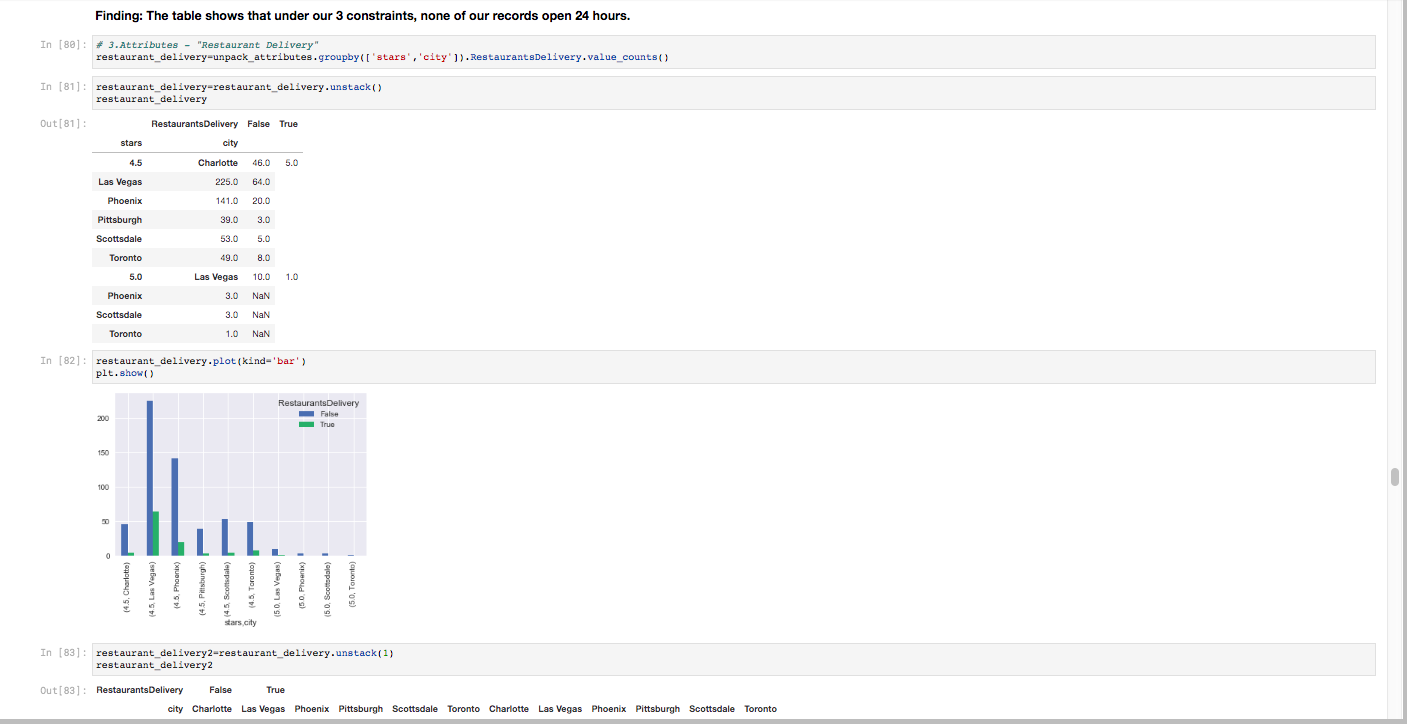 Finding: The table shows that under our 3 constraints, none of our records open 24 hours.
In [80]: # 3.Attributes - "Restaurant Delivery"
restaurant_delivery=unpack_attributes.groupby(['stars','city']).RestaurantsDelivery.value_counts()
In [81]: restaurant_delivery=restaurant_delivery.unstack()
restaurant_delivery
Out[81]: RestaurantsDelivery False True
stars city
4.5 Charlotte 46.0 5.0
Las Vegas 225.0 64.0
Phoenix 141.0 20.0
Pittsburgh 39.0 3.0
Scottsdale 53.0 5.0
Toronto 49.0 8.0
5.0 Las Vegas 10.0 1.0
Phoenix 3.0 NaN
Scottsdale 3.0 NaN
Toronto 1.0 NaN
In [82]: restaurant_delivery.plot(kind='bar')
plt.show()
RestaurantsDelivery
False
True
200
150
100
50
0
(4.5, Charlotte)
(4.5, Las Vegas)
(4.5, Phoenix)
(4.5, Pittsburgh)
(4.5, Scottsdale)
(4.5, Toronto)
(5.0, Las Vegas)
(5.0, Phoenix)
(5.0, Scottsdale)
(5.0, Toronto)
stars,city
In [83]: restaurant_delivery2=restaurant_delivery.unstack(1)
restaurant_delivery2
Out[83]: RestaurantsDelivery False True
city Charlotte Las Vegas Phoenix Pittsburgh Scottsdale Toronto Charlotte Las Vegas Phoenix Pittsburgh Scottsdale Toronto